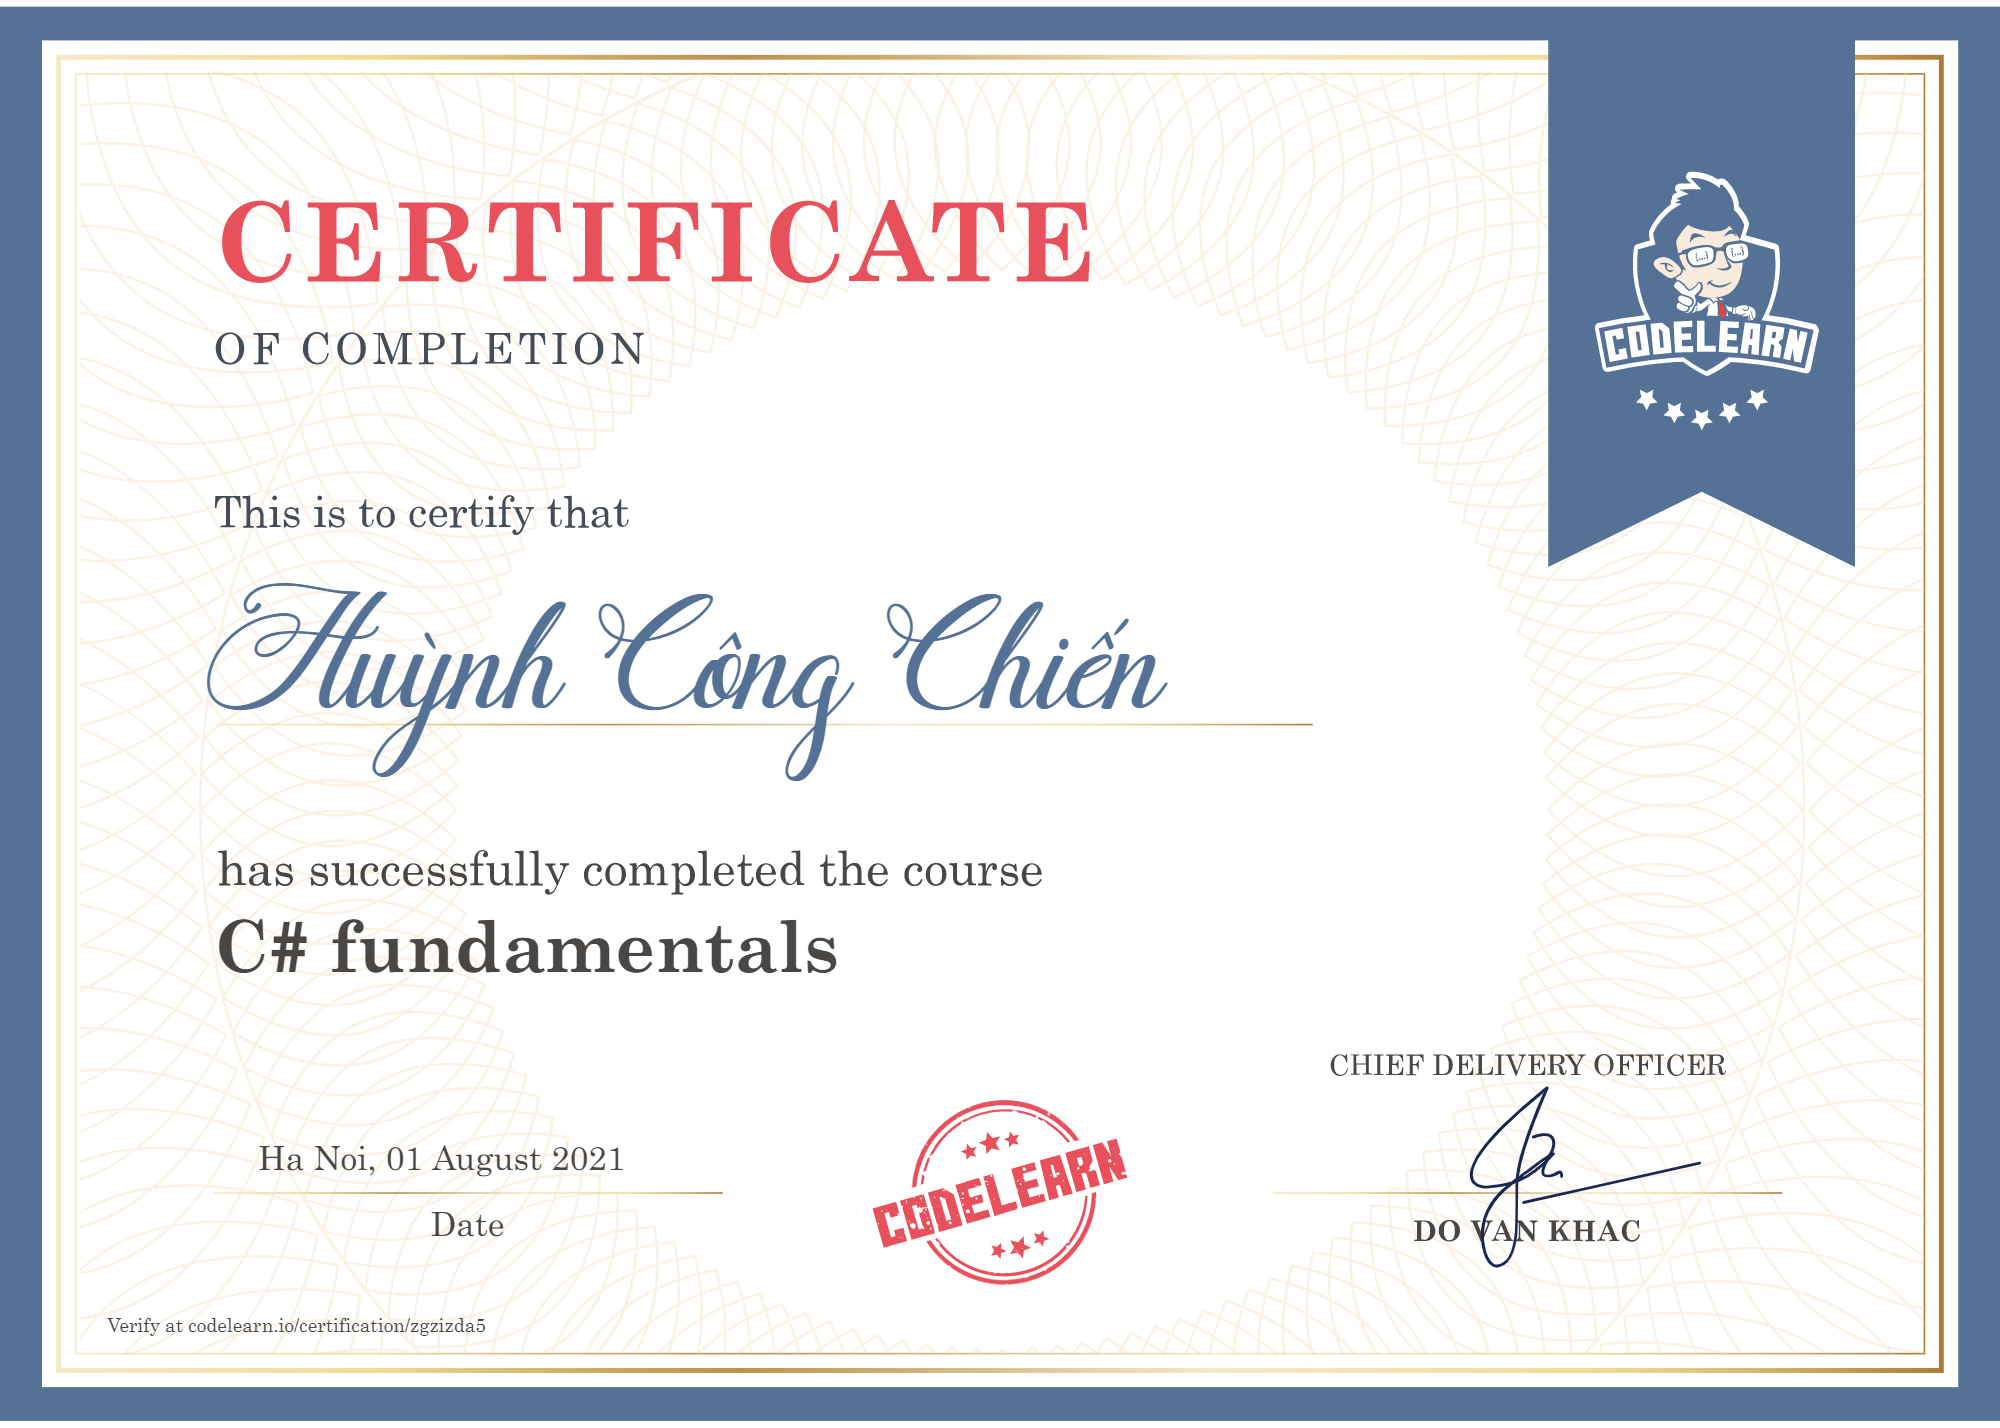 CERTIFICATE
OF COMPLETION
CODELEARN
This is to certify that
Huỳnh Công Chiến
has successfully completed the course
C# fundamentals
CHIEF DELIVERY OFFICER
Ha Noi, 01 August 2021
CODELEARN
Date
DO VAN KHAC
Verify at codelearn.io/certification/zgzizda5